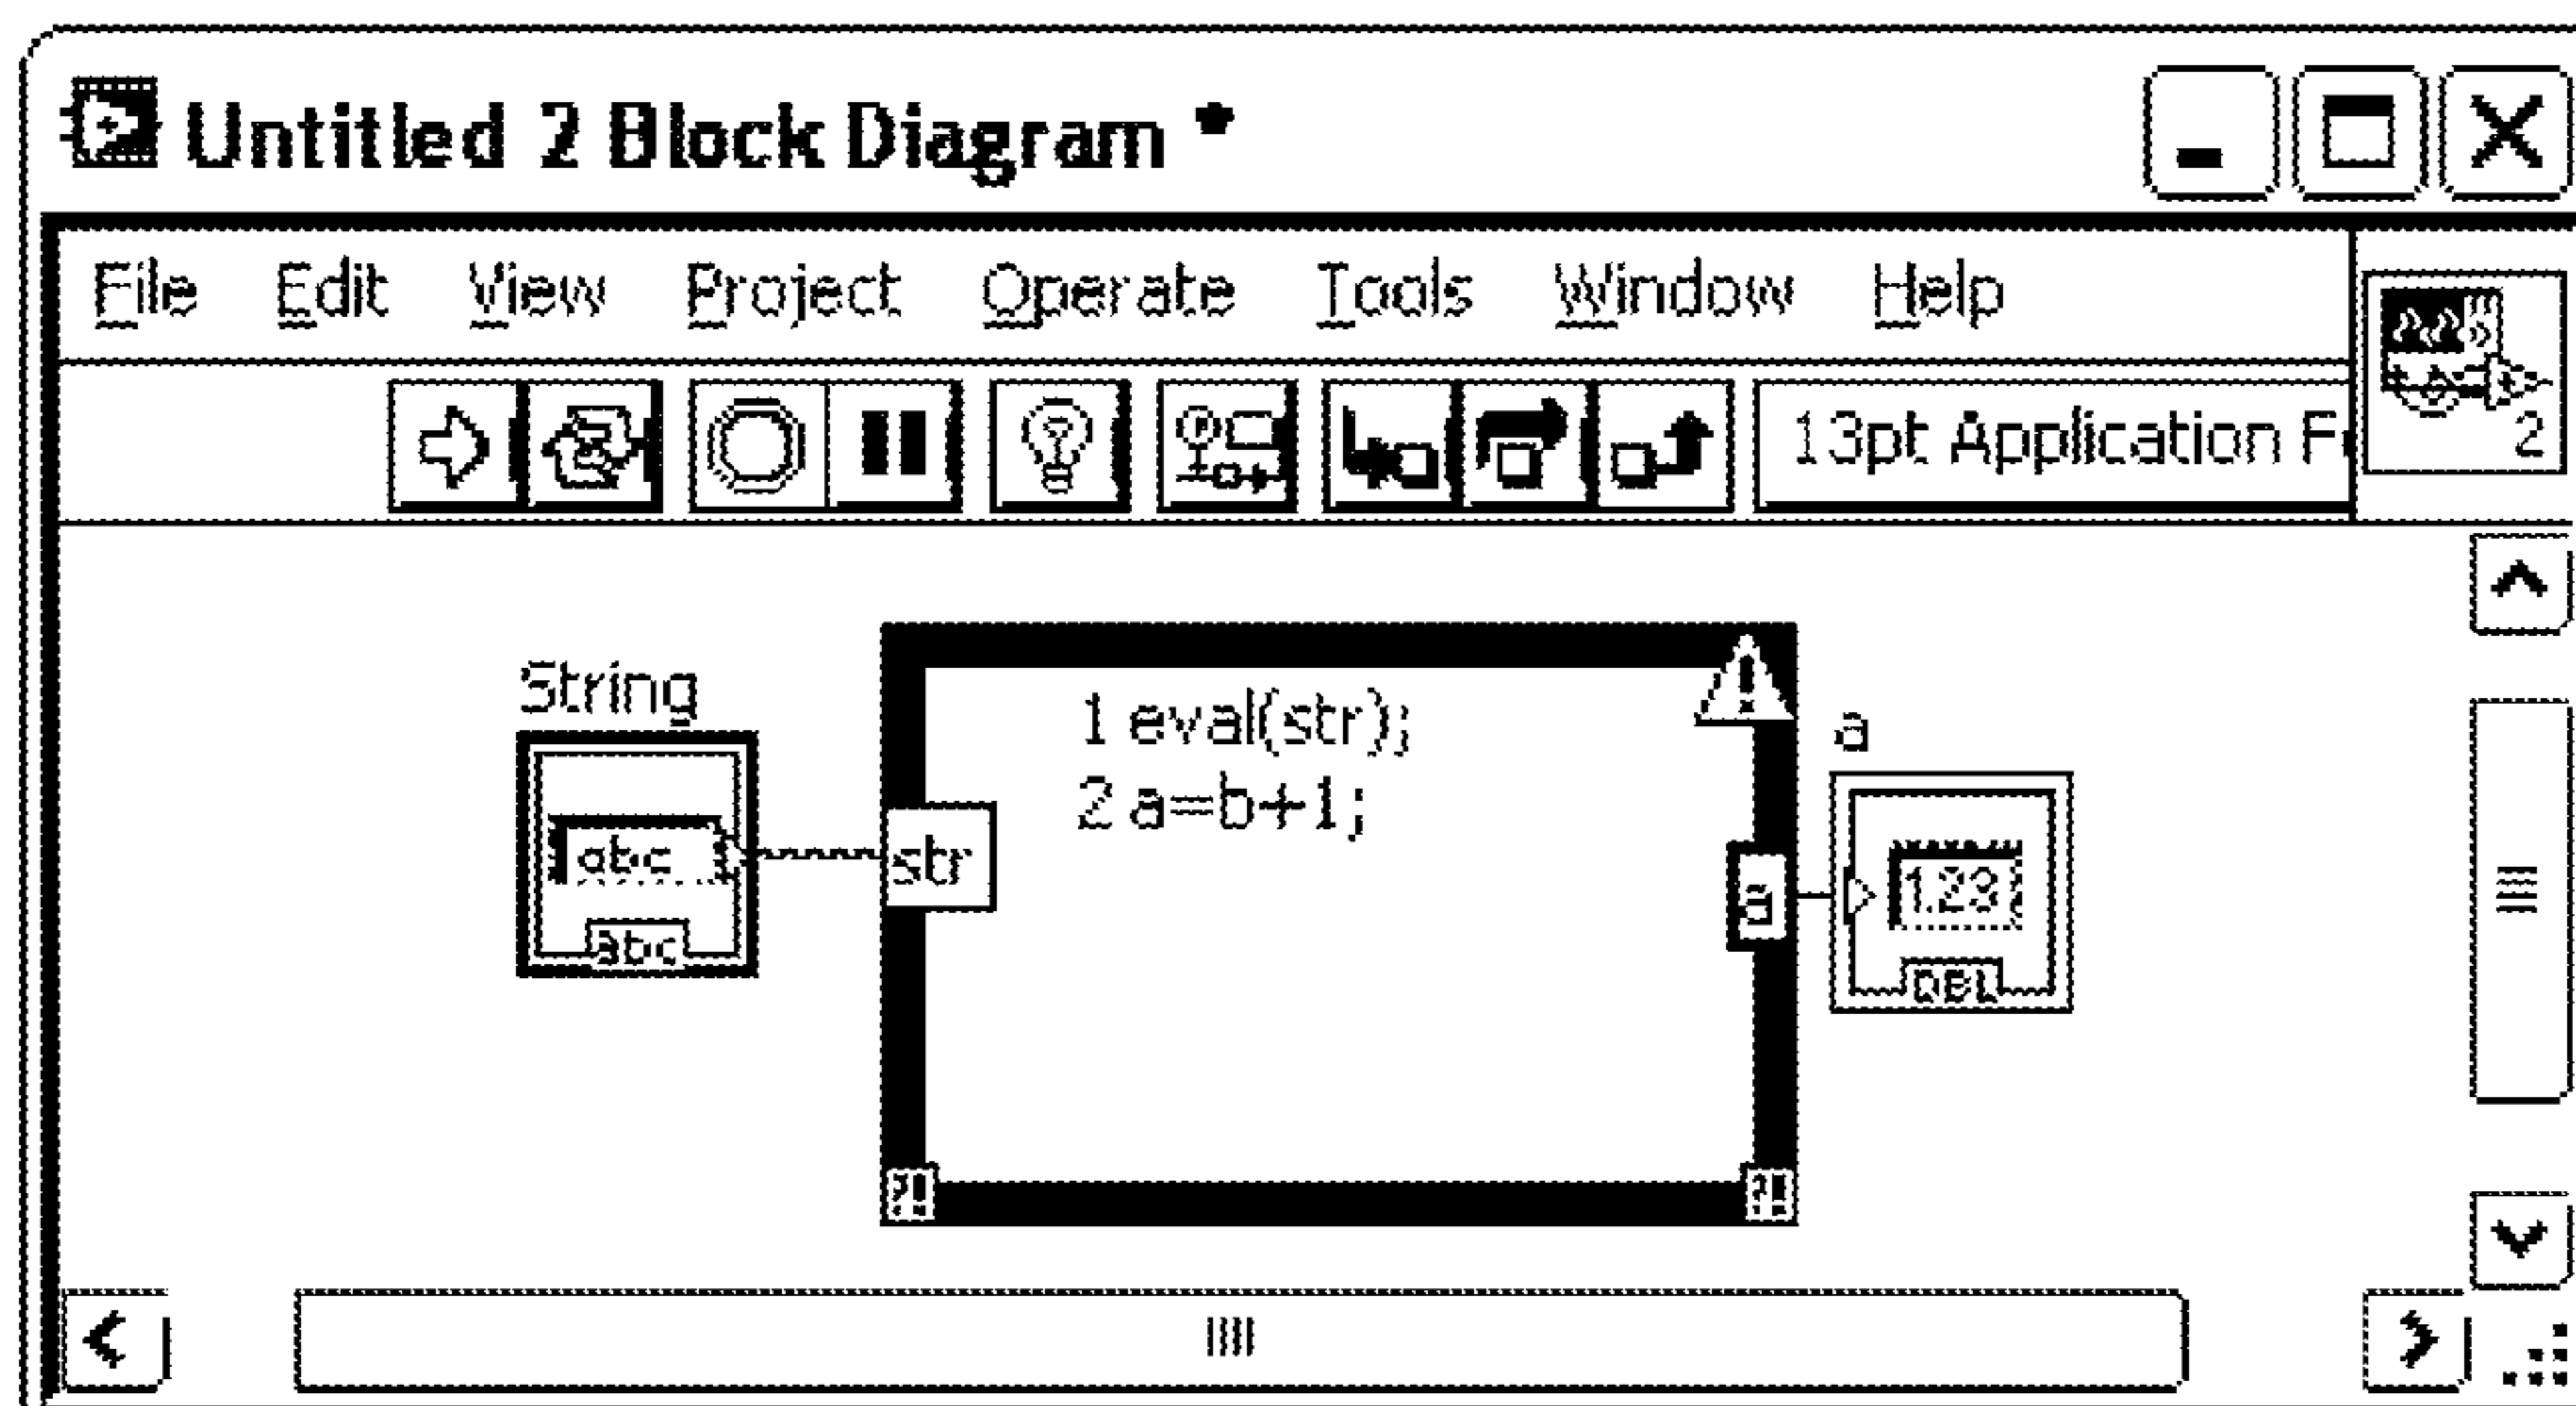 Untitled 2 Block Diagram *
File Edit View Project Operate Tools Window Help
13pt Application F
2
String
1 eval(str);
2 a=b+1;
a
abc
str
a
1.23
abc
DBL
?!
?!